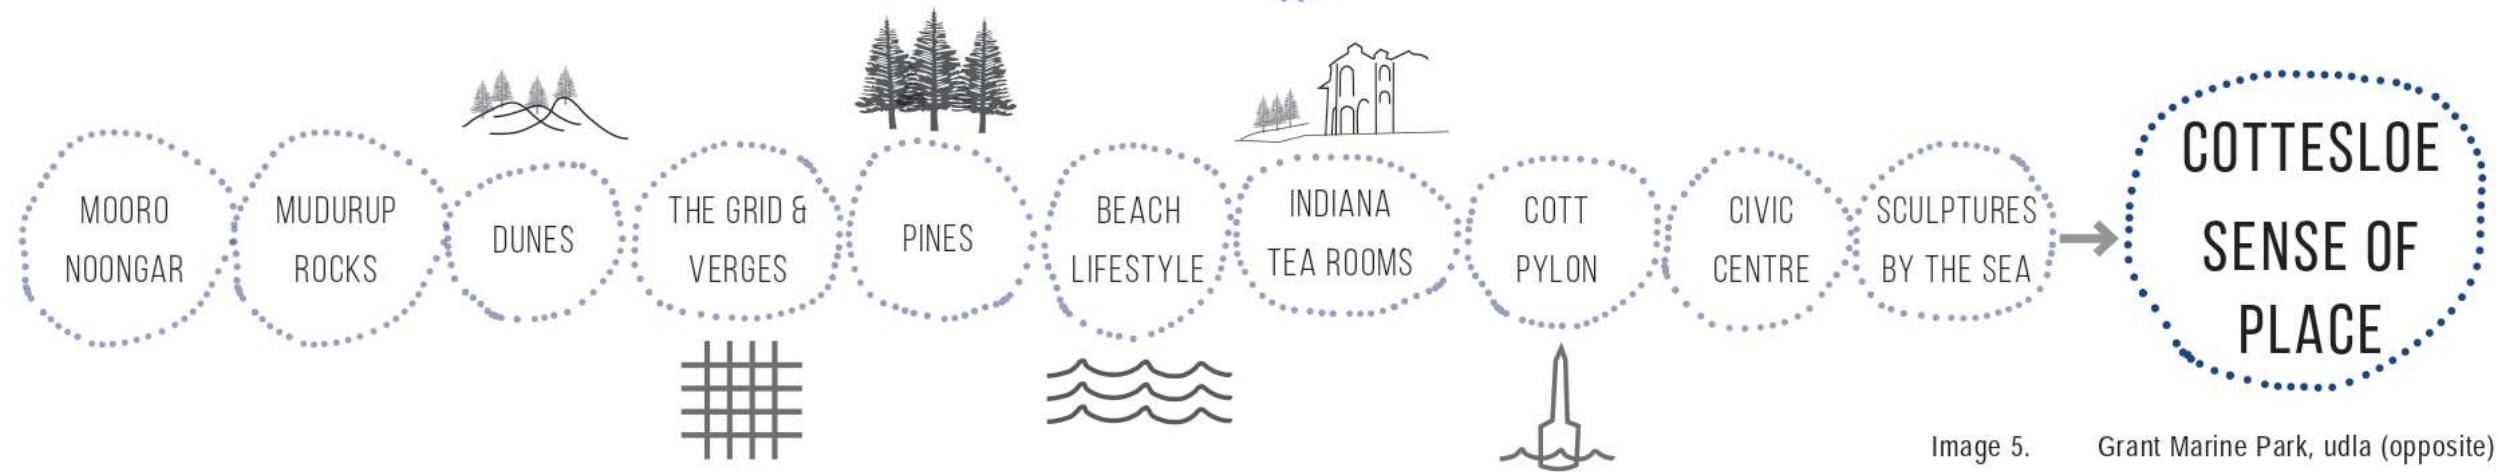 MOORO
NOONGAR
MUDURUP
ROCKS
DUNES
THE GRID &
VERGES
PINES
BEACH
LIFESTYLE
INDIANA
TEA ROOMS
COTT
PYLON
CIVIC
CENTRE
SCULPTURES
BY THE SEA
COTTESLOE
SENSE OF
PLACE
Image 5. Grant Marine Park, udla (opposite)